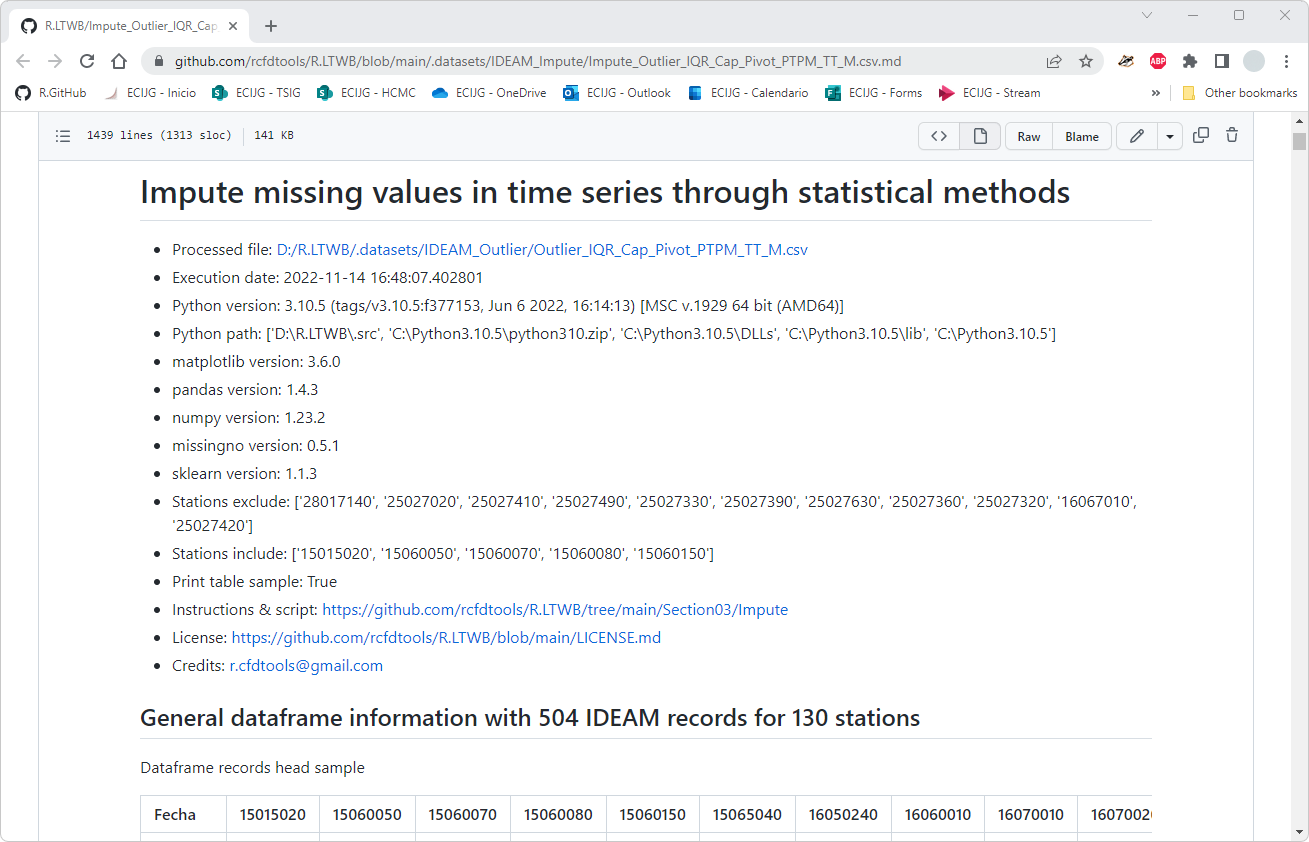 R.LTWB/Impute_Outlier_IQR_Cap
github.com/rcfdtools/R.LTWB/blob/main/.datasets/IDEAM_Impute/Impute_Outlier_IQR_Cap_Pivot_PTPM_TT_M.csv.md
ABP
R.GitHub ECIJG - Inicio ECIJG - TSIG ECIJG - HCMC ECIJG - OneDrive ECIJG - Outlook ECIJG - Calendario ECIJG - Forms ECIJG - Stream » Other bookmarks
1439 lines (1313 sloc) 141 KB Raw Blame
Impute missing values in time series through statistical methods
• Processed file: D:/R.LTWB/.datasets/IDEAM_Outlier/Outlier_IQR_Cap_Pivot_PTPM_TT_M.csv
• Execution date: 2022-11-14 16:48:07.402801
• Python version: 3.10.5 (tags/v3.10.5:f377153, Jun 6 2022, 16:14:13) [MSC v.1929 64 bit (AMD64)]
• Python path: ['D:\R.LTWB\.src', 'C:\Python3.10.5\python310.zip', 'C:\Python3.10.5\DLLs', 'C:\Python3.10.5\lib', 'C:\Python3.10.5']
• matplotlib version: 3.6.0
• pandas version: 1.4.3
• numpy version: 1.23.2
• missingno version: 0.5.1
• sklearn version: 1.1.3
• Stations exclude: ['28017140', '25027020', '25027410', '25027490', '25027330', '25027390', '25027630', '25027360', '25027320', '16067010',
'25027420']
• Stations include: ['15015020', '15060050', '15060070', '15060080', '15060150']
• Print table sample: True
• Instructions & script: https://github.com/rcfdtools/R.LTWB/tree/main/Section03/Impute
• License: https://github.com/rcfdtools/R.LTWB/blob/main/LICENSE.md
• Credits: r.cfdtools@gmail.com
General dataframe information with 504 IDEAM records for 130 stations
Dataframe records head sample
Fecha 15015020 15060050 15060070 15060080 15060150 15065040 16050240 16060010 16070010 1607002